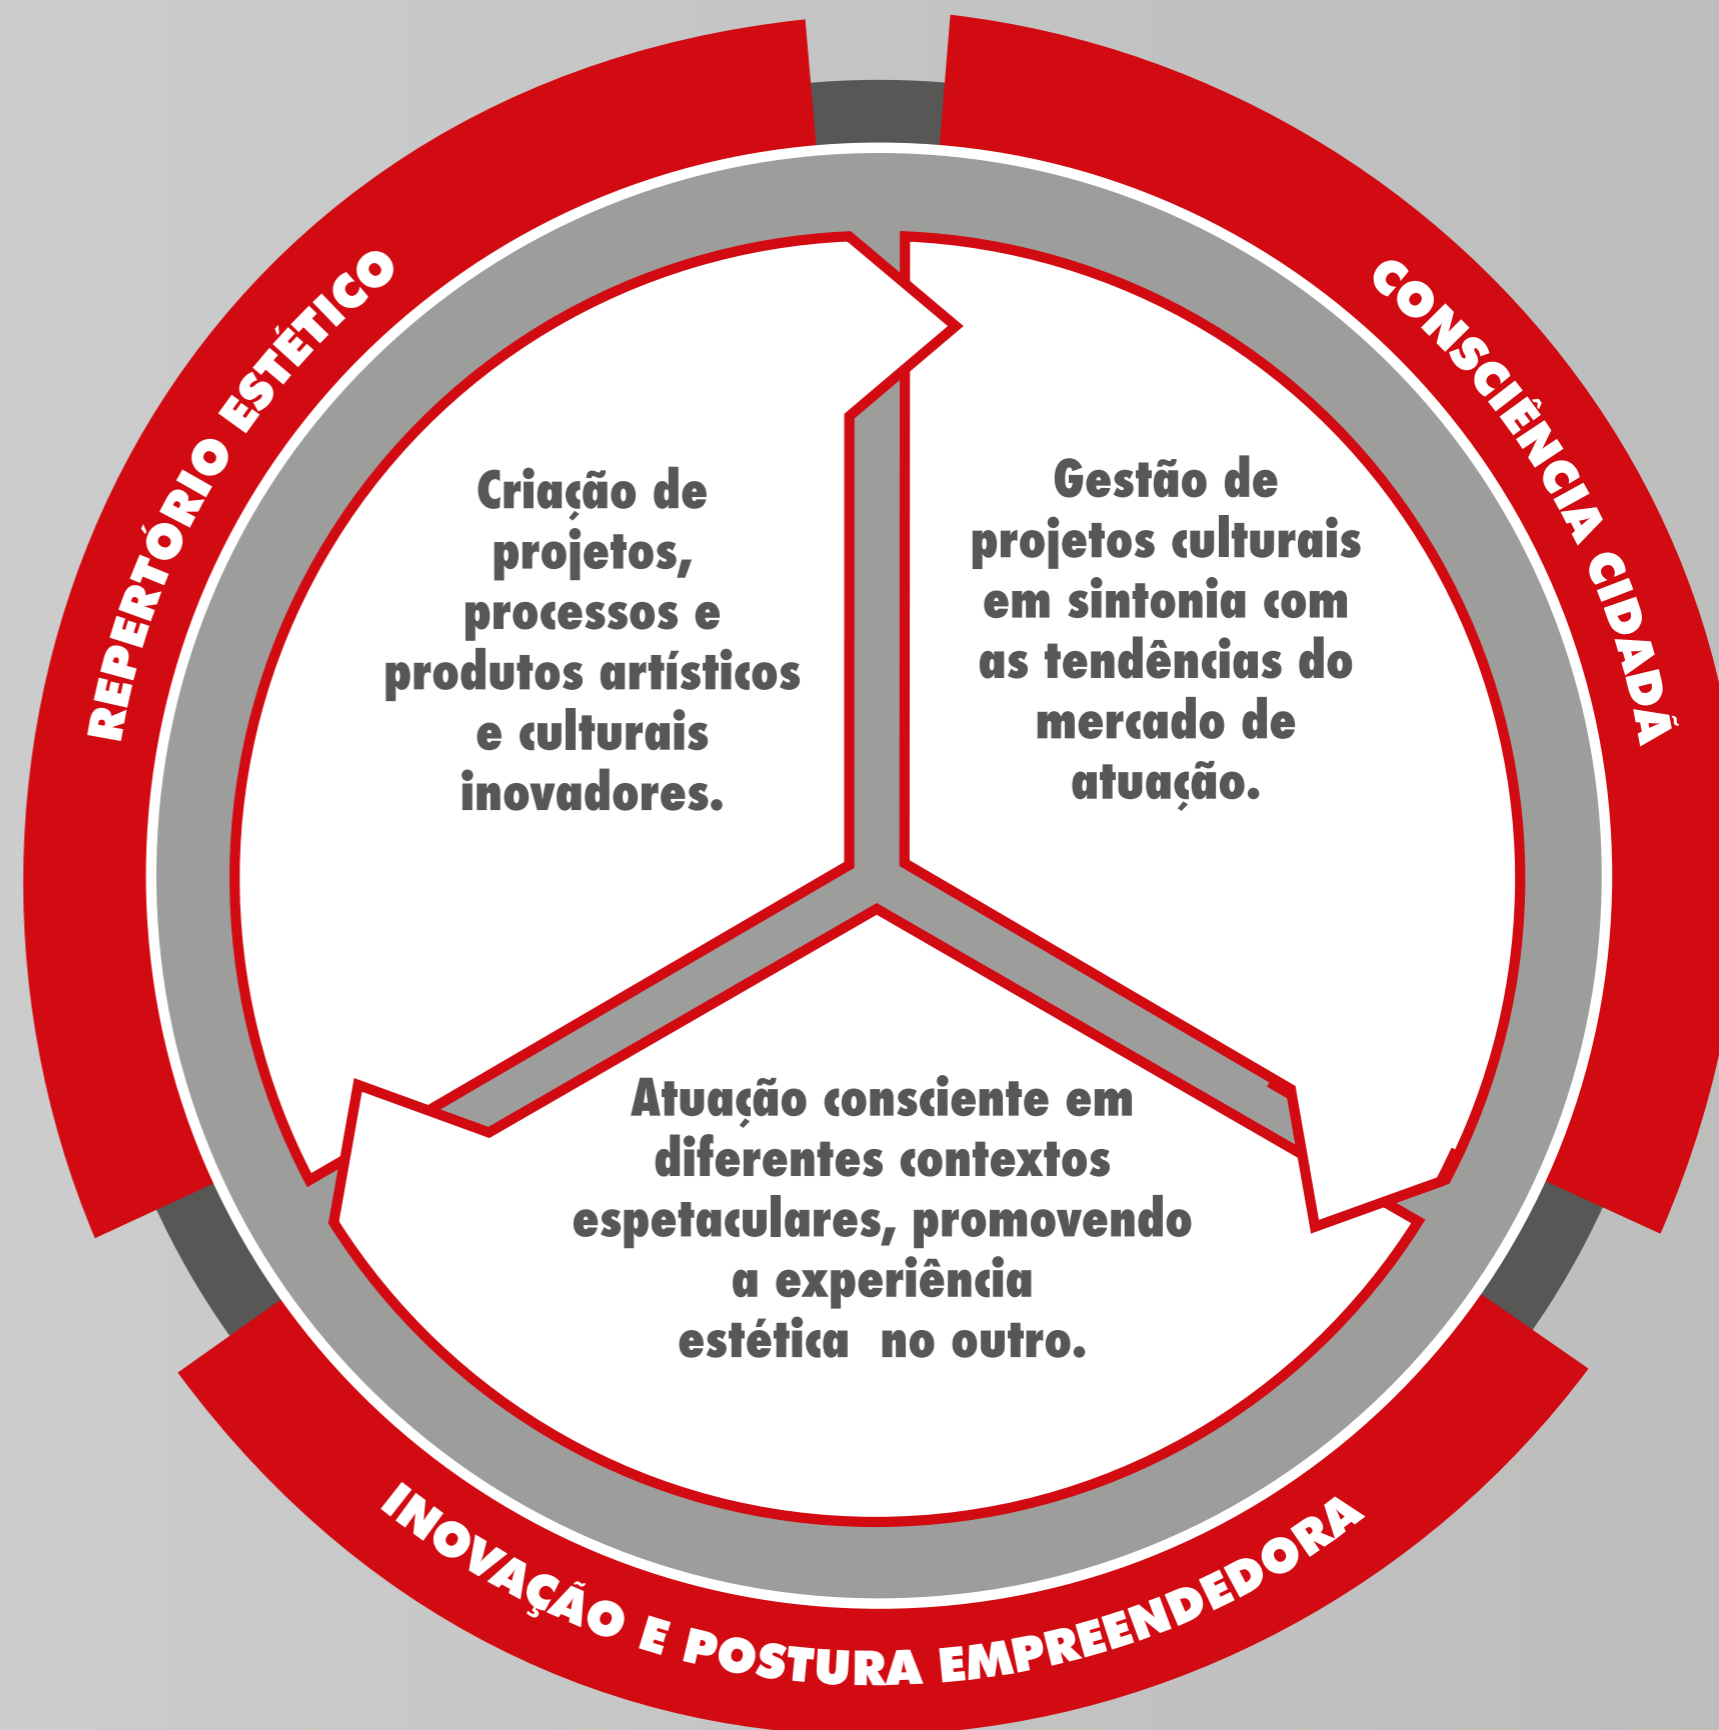 REPERTÓRIO ESTÉTICO
CONSCIÊNCIA CIDADÃ
Criação de
projetos,
processos e
produtos artísticos
e culturais
inovadores.
Gestão de
projetos culturais
em sintonia com
as tendências do
mercado de
atuação.
Atuação consciente em
diferentes contextos
espetaculares, promovendo
a experiência
estética no outro.
INOVAÇÃO E POSTURA EMPREENDEDORA